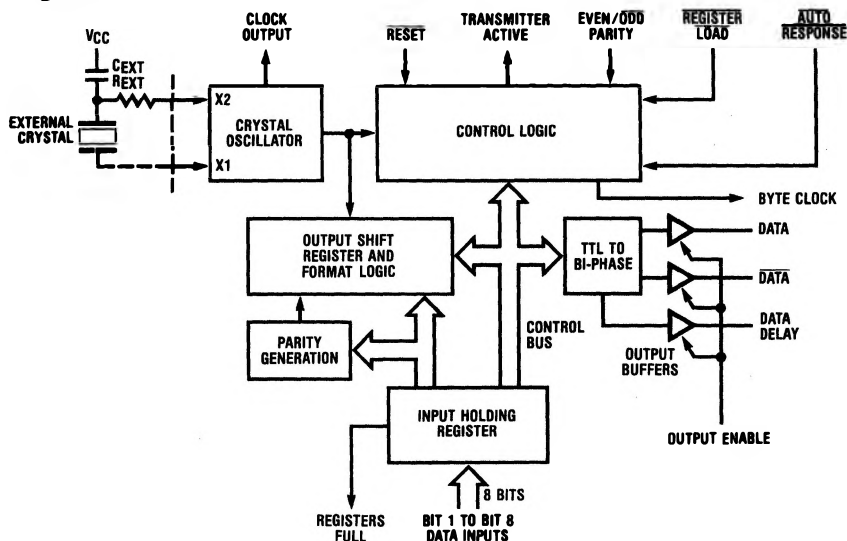 CLOCK
OUTPUT
RESET
TRANSMITTER
ACTIVE
EVEN/ODD
PARITY
REGISTER
LOAD
AUTO
RESPONSE
VCC
CEXT
REXT
EXTERNAL
CRYSTAL
X2
X1
CRYSTAL
OSCILLATOR
CONTROL LOGIC
BYTE CLOCK
OUTPUT SHIFT
REGISTER AND
FORMAT LOGIC
TTL TO
BI-PHASE
DATA
DATA
DATA
DELAY
PARITY
GENERATION
CONTROL
BUS
OUTPUT
BUFFERS
INPUT HOLDING
REGISTER
OUTPUT ENABLE
8 BITS
REGISTERS
FULL
BIT 1 TO BIT 8
DATA INPUTS